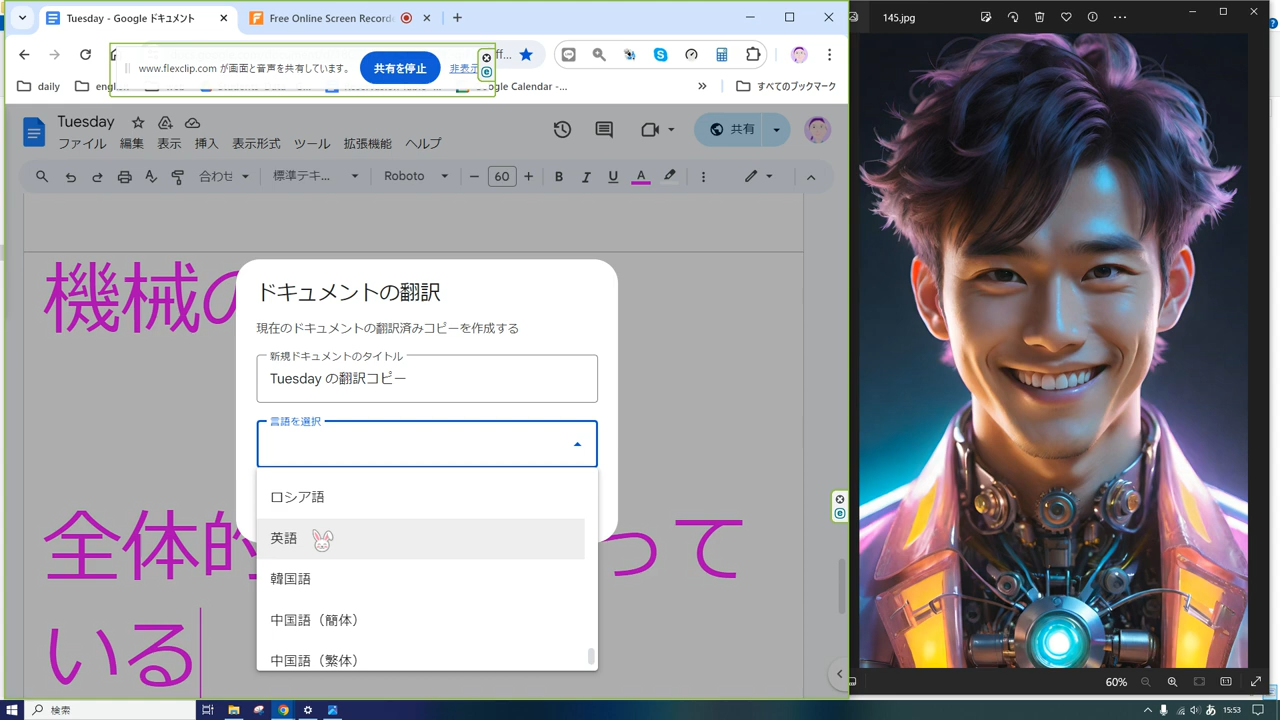 Tuesday - Google ドキュメント
Free Online Screen Record
145.jpg
www.flexclip.com が画面と音声を共有しています。
共有を停止
非表示
ff...
daily
Google Calendar -...
»
すべてのブックマーク
Tuesday
ファイル 編集 表示 挿入 表示形式 ツール 拡張機能 ヘルプ
共有
標準テキ... Roboto 60 B I U A
機械の
ドキュメントの翻訳
現在のドキュメントの翻訳済みコピーを作成する
新規ドキュメントのタイトル
Tuesday の翻訳コピー
言語を選択
ロシア語
英語
韓国語
中国語（簡体）
中国語（繁体）
全体的
って
いる
60%
検索
あ 15:53